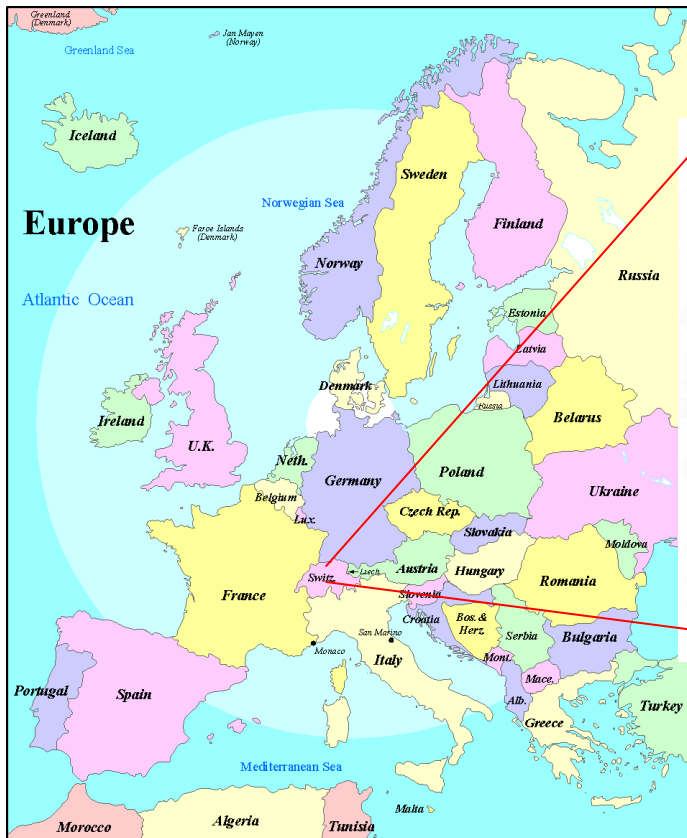 Greenland
(Denmark)
Jan Mayen
(Norway)
Greenland Sea
Iceland
Sweden
Norwegian Sea
Europe
Faroe Islands
(Denmark)
Finland
Norway
Russia
Atlantic Ocean
Estonia
Latvia
Denmark
Lithuania
Russia
Belarus
Ireland
U.K.
Neth.
Germany
Poland
Belgium
Ukraine
Lux.
Czech Rep.
Slovakia
Moldova
Switz.
Liech.
Austria
Hungary
Romania
France
Slovenia
Croatia
Bos. &
Herz.
San Marino
Serbia
Bulgaria
Monaco
Italy
Mont.
Mace.
Portugal
Spain
Alb.
Turkey
Greece
Mediterranean Sea
Malta
Algeria
Morocco
Tunisia